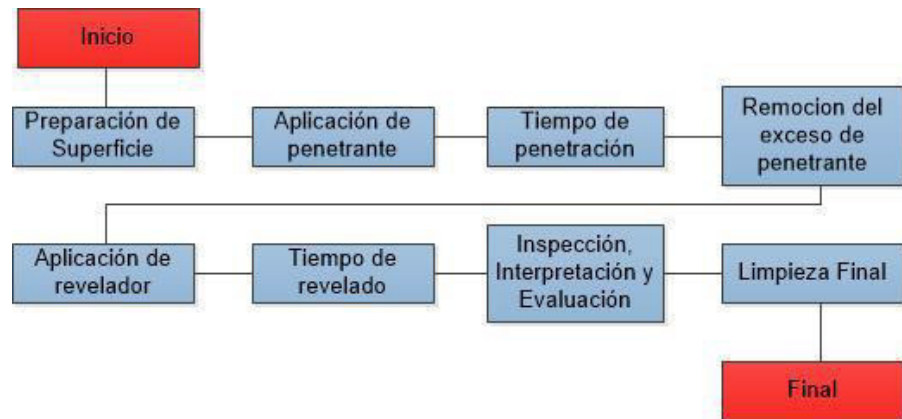 Inicio
Preparación de
Superficie
Aplicación de
penetrante
Tiempo de
penetración
Remocion del
exceso de
penetrante
Aplicación de
revelador
Tiempo de
revelado
Inspección,
Interpretación y
Evaluación
Limpieza Final
Final